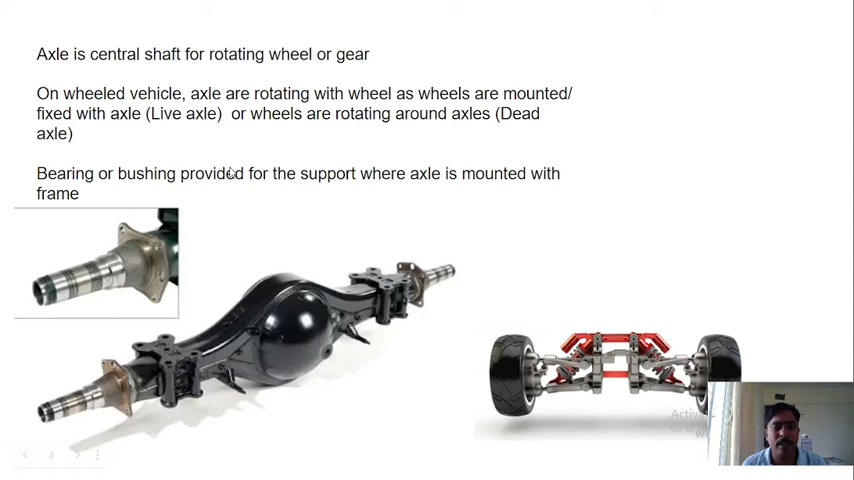 Axle is central shaft for rotating wheel or gear
On wheeled vehicle, axle are rotating with wheel as wheels are mounted/
fixed with axle (Live axle)  or wheels are rotating around axles (Dead
axle)
Bearing or bushing provided for the support where axle is mounted with
frame
4